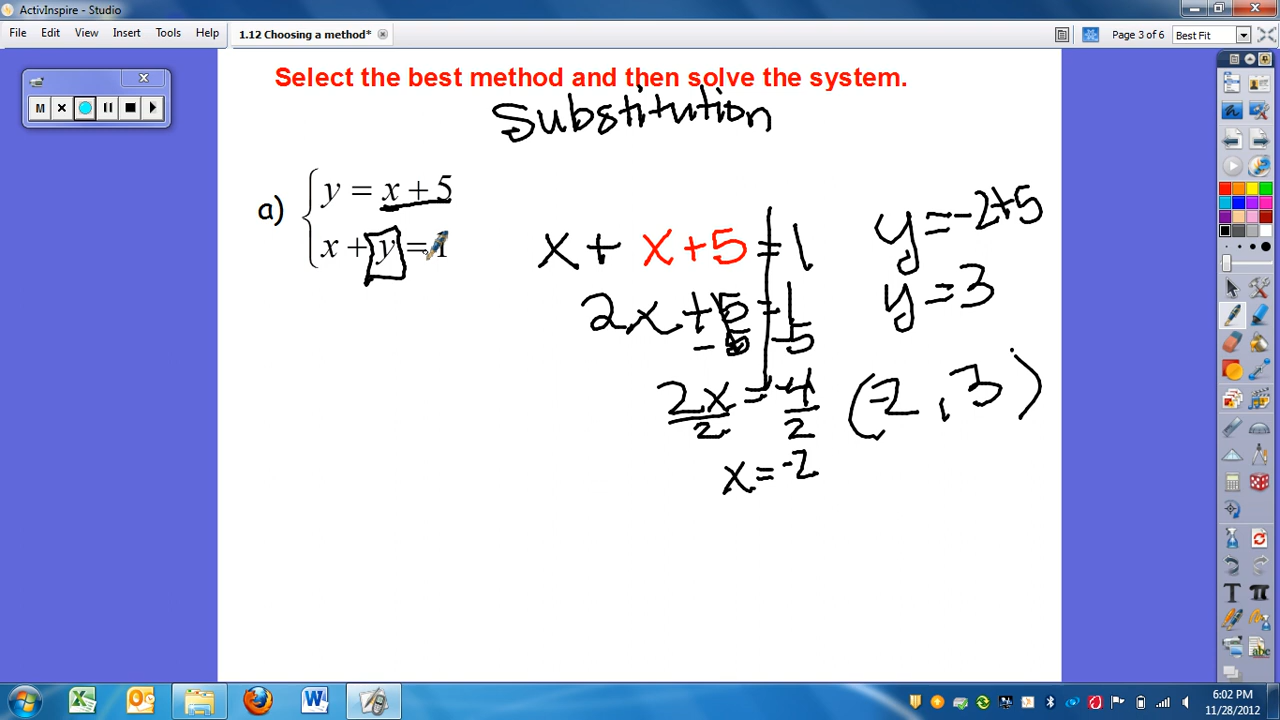 ActivInspire - Studio
File Edit View Insert Tools Help
1.12 Choosing a method*
Page 3 of 6
Best Fit
Select the best method and then solve the system.
Substitution
a)
y = x + 5
x + y = 1
x + x + 5 = 1
2x + 5 = 1
- 5 - 5
2x = -4
2 2
x = -2
y = -2 + 5
y = 3
(-2, 3)
6:02 PM
11/28/2012